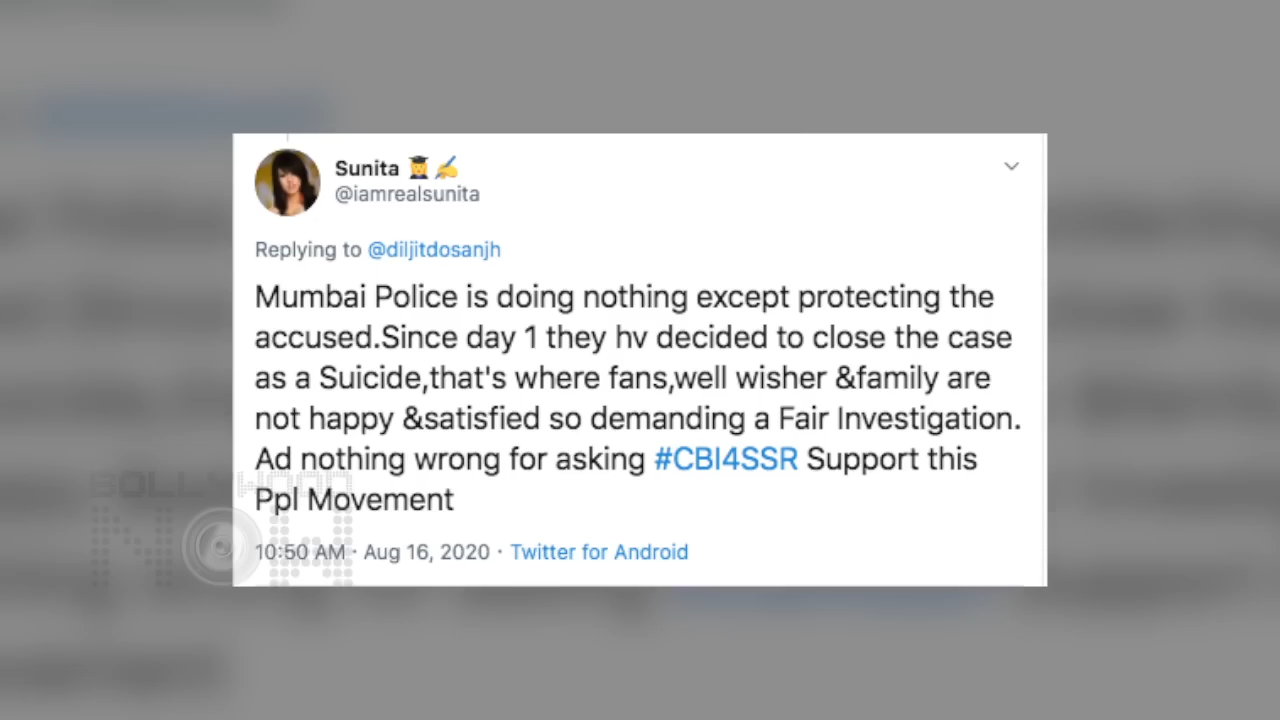 Sunita 👩‍🎓✍️
@iamrealsunita
Replying to @diljitdosanjh
Mumbai Police is doing nothing except protecting the
accused.Since day 1 they hv decided to close the case
as a Suicide,that's where fans,well wisher &family are
not happy &satisfied so demanding a Fair Investigation.
Ad nothing wrong for asking #CBI4SSR Support this
Ppl Movement
10:50 AM · Aug 16, 2020 · Twitter for Android
BOLLYWOOD
NOW